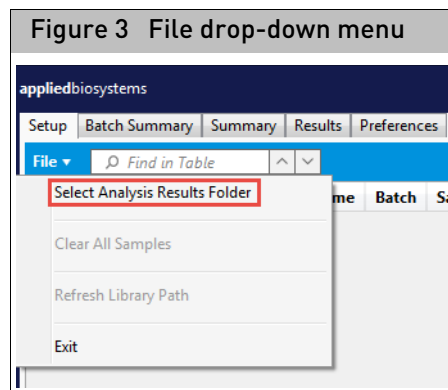 Figure 3 File drop-down menu
appliedbiosystems
Setup Batch Summary Summary Results Preferences
File ▾ Find in Table
Select Analysis Results Folder
me Batch Sa
Clear All Samples
Refresh Library Path
Exit